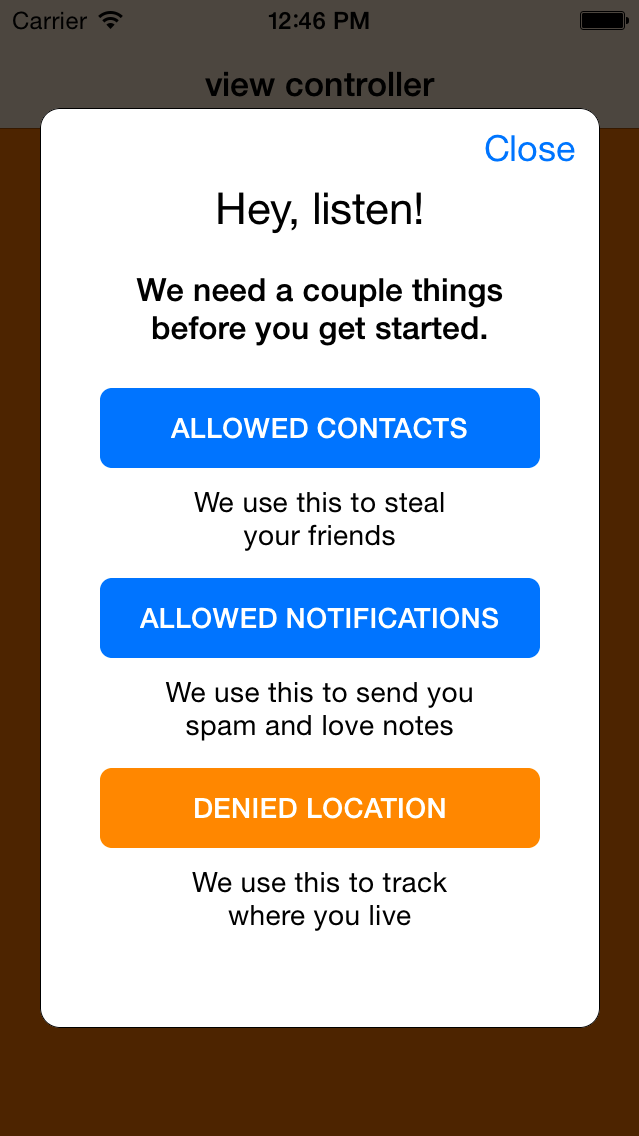 Carrier 12:46 PM
view controller
Close
Hey, listen!
We need a couple things
before you get started.
ALLOWED CONTACTS
We use this to steal
your friends
ALLOWED NOTIFICATIONS
We use this to send you
spam and love notes
DENIED LOCATION
We use this to track
where you live